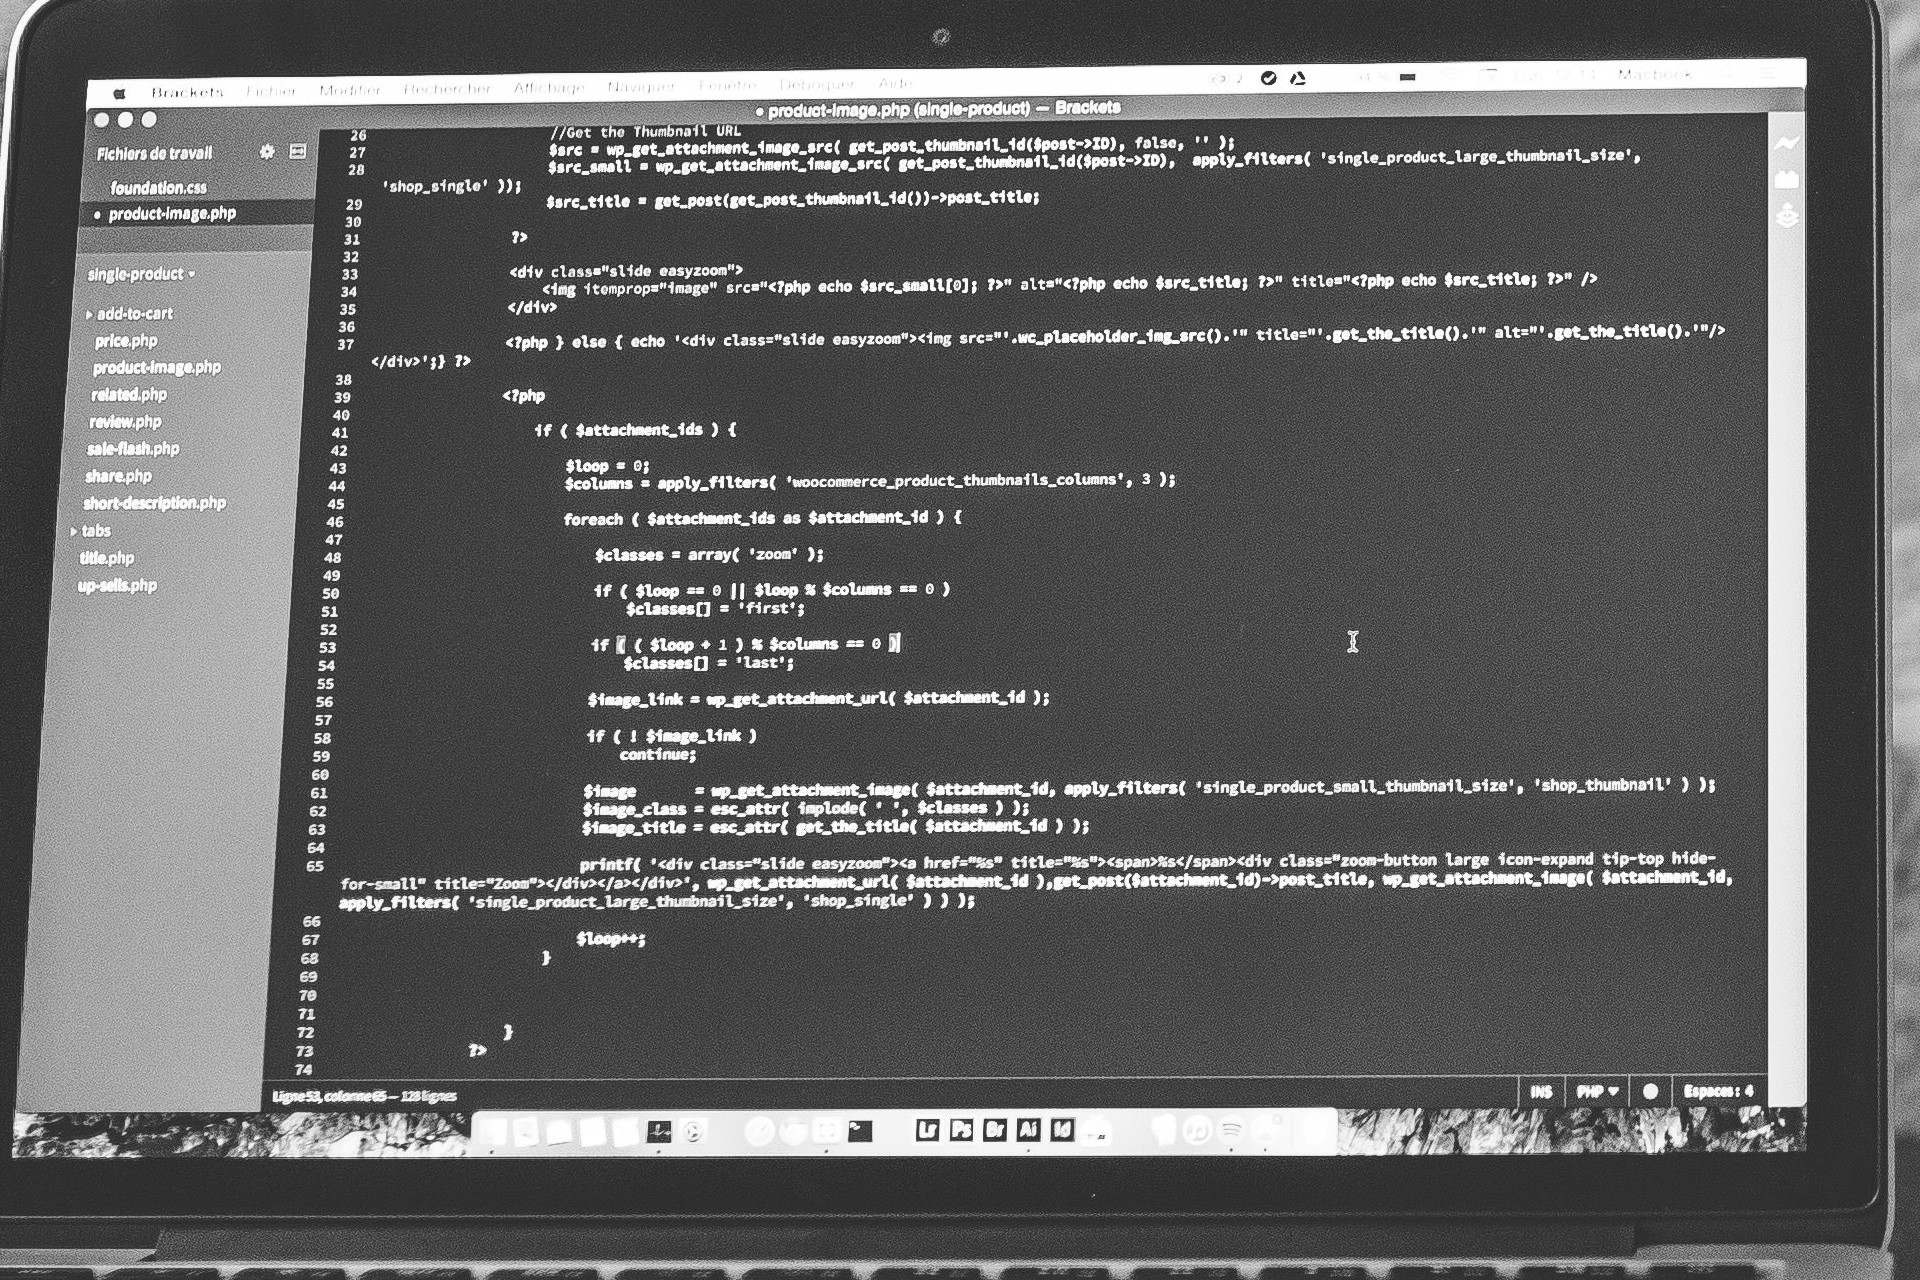 Brackets Fichier Modifier Rechercher Affichage Naviguer Fenêtre Déboguer Aide Macbook
• product-image.php (single-product) — Brackets
Fichiers de travail
foundation.css
• product-image.php
single-product
add-to-cart
price.php
product-image.php
related.php
review.php
sale-flash.php
share.php
short-description.php
tabs
title.php
up-sells.php
26 //Get the Thumbnail URL
27 $src = wp_get_attachment_image_src( get_post_thumbnail_id($post->ID), false, '' );
28 $src_small = wp_get_attachment_image_src( get_post_thumbnail_id($post->ID), apply_filters( 'single_product_large_thumbnail_size',
'shop_single' ));
29 $src_title = get_post(get_post_thumbnail_id())->post_title;
30
31 ?>
32
33 <div class="slide easyzoom">
34 <img itemprop="image" src="<?php echo $src_small[0]; ?>" alt="<?php echo $src_title; ?>" title="<?php echo $src_title; ?>" />
35 </div>
36
37 <?php } else { echo '<div class="slide easyzoom"><img src="'.wc_placeholder_img_src().'" title="'.get_the_title().'" alt="'.get_the_title().'"/>
</div>';} ?>
38
39 <?php
40
41 if ( $attachment_ids ) {
42
43 $loop = 0;
44 $columns = apply_filters( 'woocommerce_product_thumbnails_columns', 3 );
45
46 foreach ( $attachment_ids as $attachment_id ) {
47
48 $classes = array( 'zoom' );
49
50 if ( $loop == 0 || $loop % $columns == 0 )
51 $classes[] = 'first';
52
53 if ( ( $loop + 1 ) % $columns == 0 )
54 $classes[] = 'last';
55
56 $image_link = wp_get_attachment_url( $attachment_id );
57
58 if ( ! $image_link )
59 continue;
60
61 $image = wp_get_attachment_image( $attachment_id, apply_filters( 'single_product_small_thumbnail_size', 'shop_thumbnail' ) );
62 $image_class = esc_attr( implode( ' ', $classes ) );
63 $image_title = esc_attr( get_the_title( $attachment_id ) );
64
65 printf( '<div class="slide easyzoom"><a href="%s" title="%s"><span>%s</span><div class="zoom-button large icon-expand tip-top hide-
for-small" title="Zoom"></div></a></div>', wp_get_attachment_url( $attachment_id ),get_post($attachment_id)->post_title, wp_get_attachment_image( $attachment_id,
apply_filters( 'single_product_large_thumbnail_size', 'shop_single' ) ) );
66
67 $loop++;
68 }
69
70
71
72 }
73 ?>
74
Ligne 53, colonne 65 — 128 lignes
INS PHP Espaces: 4
Lr Ps Br Ai Id